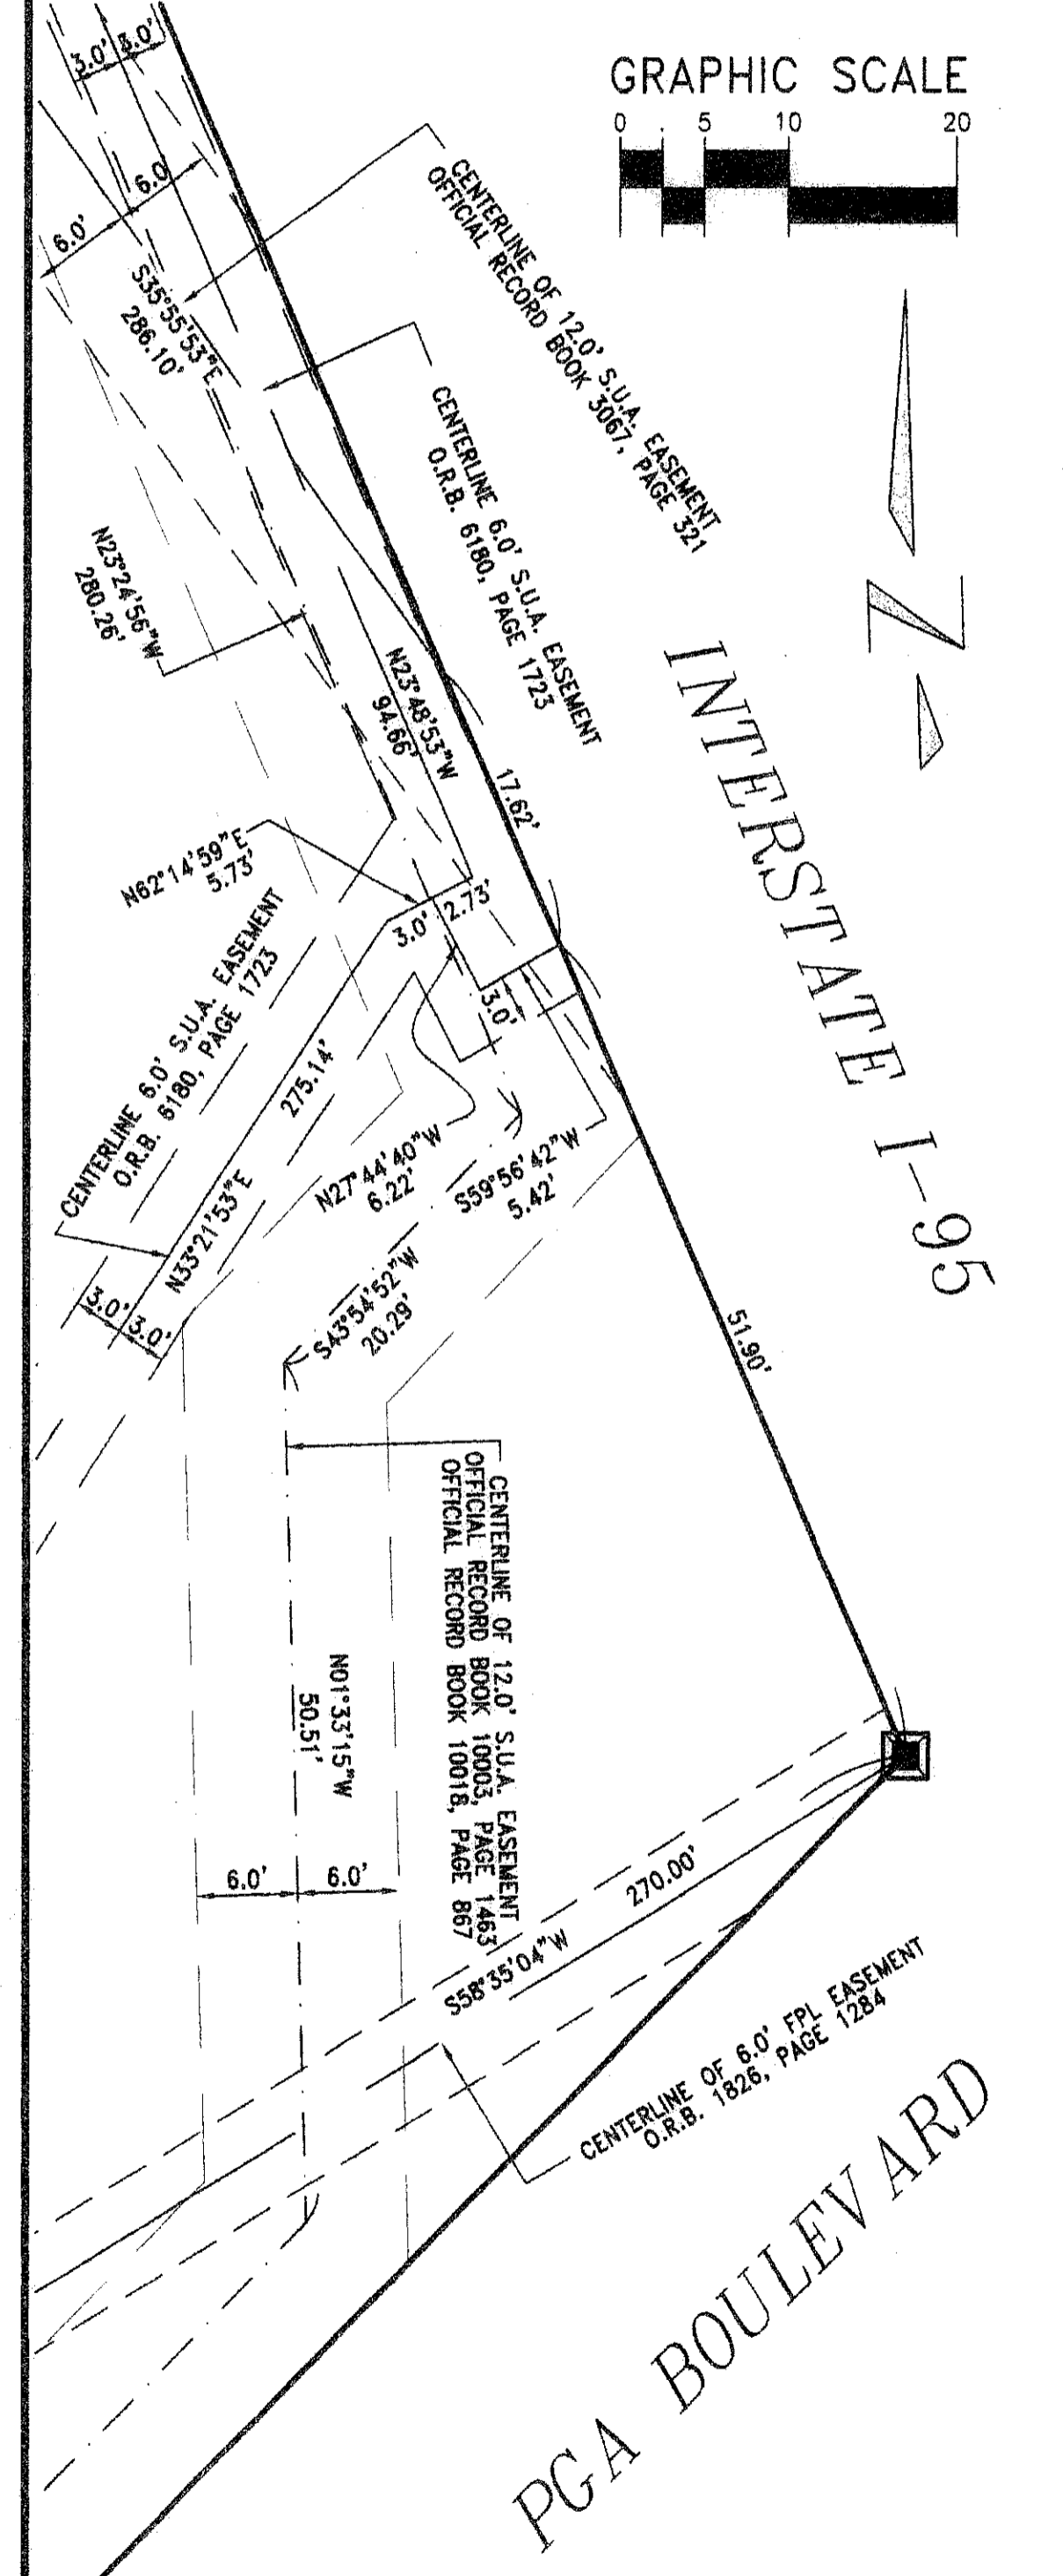 GRAPHIC SCALE
0 5 10 20
3.0' 3.0'
6.0
6.0'
CENTERLINE OF 12.0' S.U.A. EASEMENT
OFFICIAL RECORD BOOK 3067, PAGE 321
S35°55'53"E
286.10'
CENTERLINE 6.0' S.U.A. EASEMENT
O.R.B. 6180, PAGE 1723
N23°24'56"W
280.26'
N
INTERSTATE I-95
N23°48'53"W
94.66'
17.62'
N62°14'59"E
5.73'
3.0' 2.73'
3.0'
CENTERLINE 6.0' S.U.A. EASEMENT
O.R.B. 6180, PAGE 1723
275.14'
N33°21'53"E
N27°44'40"W
6.22'
S59°56'42"W
5.42'
3.0'
3.0'
S43°54'52"W
20.29'
51.90'
CENTERLINE OF 12.0' S.U.A. EASEMENT
OFFICIAL RECORD BOOK 10003, PAGE 1463
OFFICIAL RECORD BOOK 10018, PAGE 867
N01°33'15"W
50.51'
6.0' 6.0'
270.00'
S58°35'04"W
CENTERLINE OF 6.0' FPL EASEMENT
O.R.B. 1826, PAGE 1284
PGA BOULEVARD